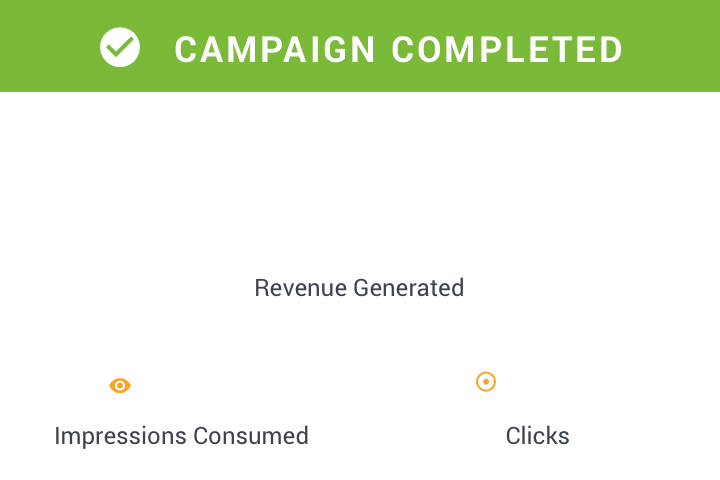 CAMPAIGN COMPLETED
Revenue Generated
Impressions Consumed
Clicks